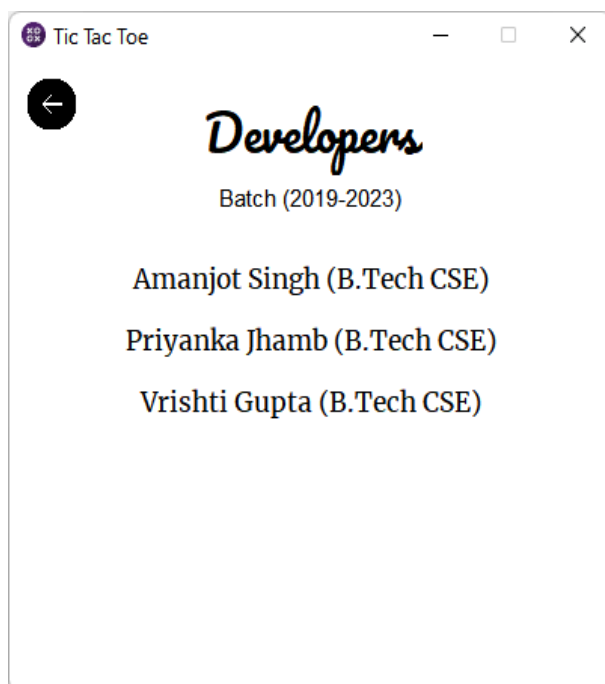 Tic Tac Toe
Developers
Batch (2019-2023)
Amanjot Singh (B.Tech CSE)
Priyanka Jhamb (B.Tech CSE)
Vrishti Gupta (B.Tech CSE)